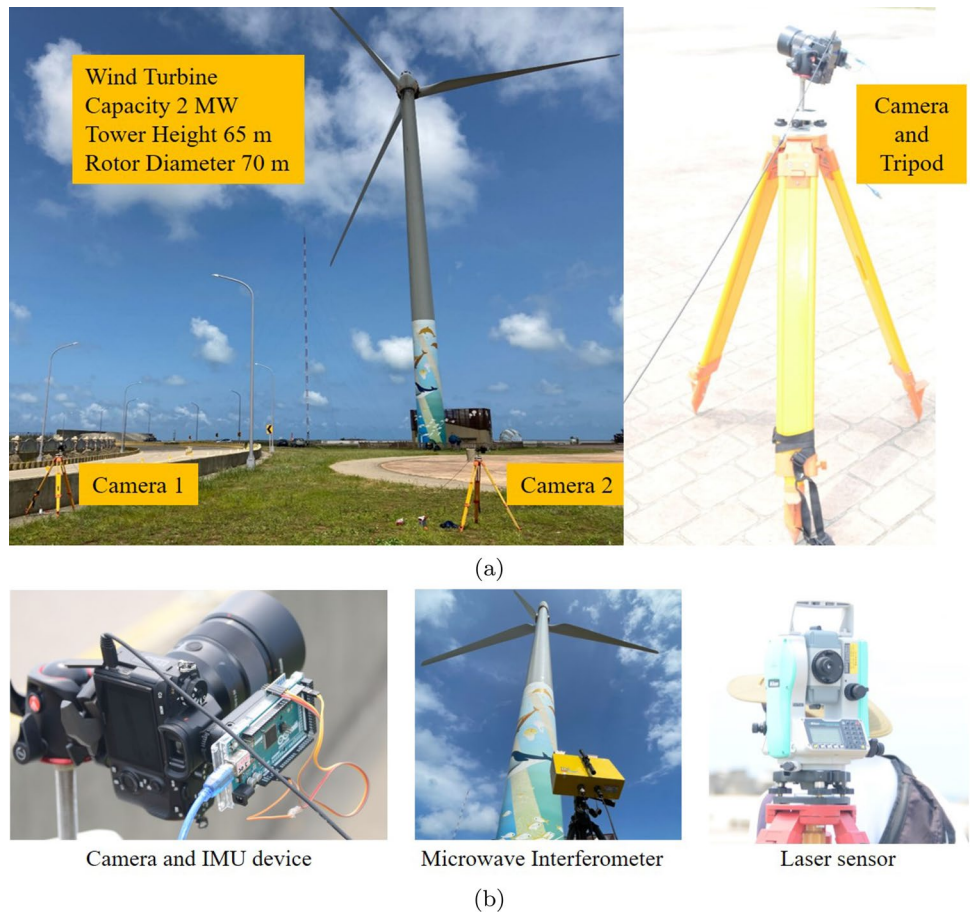 Wind Turbine
Capacity 2 MW
Tower Height 65 m
Rotor Diameter 70 m
Camera
and
Tripod
Camera 1
Camera 2
(a)
Camera and IMU device
Microwave Interferometer
Laser sensor
(b)